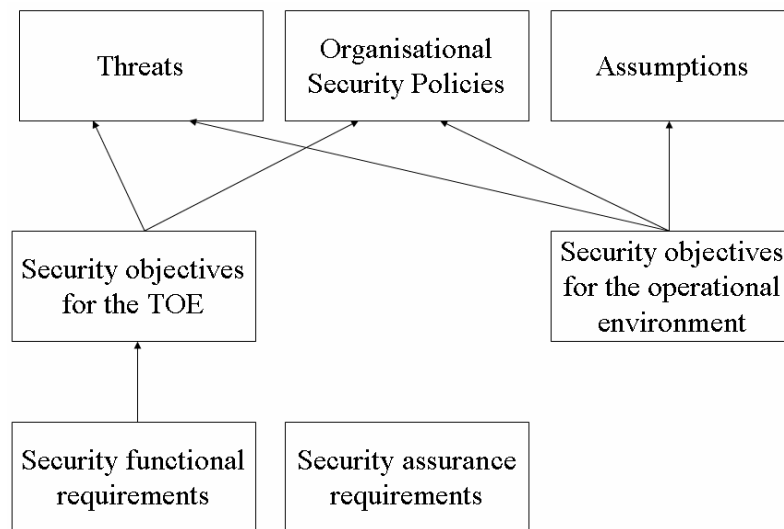 Threats
Organisational
Security Policies
Assumptions
Security objectives
for the TOE
Security objectives
for the operational
environment
Security functional
requirements
Security assurance
requirements